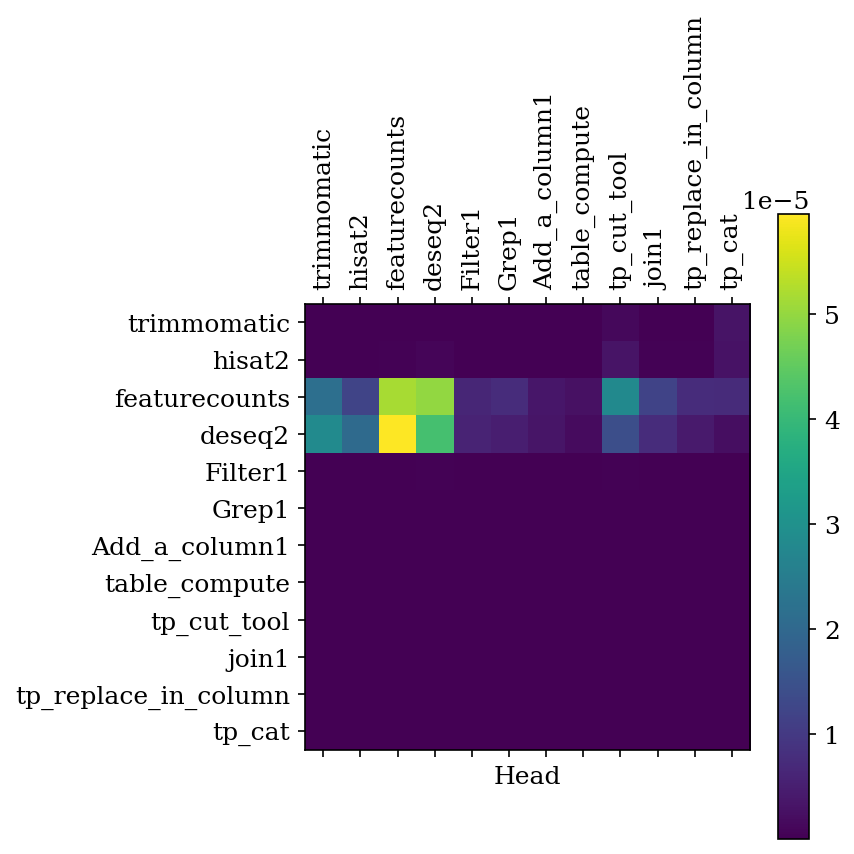 trimmomatic
hisat2
featurecounts
deseq2
Filter1
Grep1
Add_a_column1
table_compute
tp_cut_tool
join1
tp_replace_in_column
tp_cat
1e−5
trimmomatic
hisat2
featurecounts
deseq2
Filter1
Grep1
Add_a_column1
table_compute
tp_cut_tool
join1
tp_replace_in_column
tp_cat
5
4
3
2
1
Head